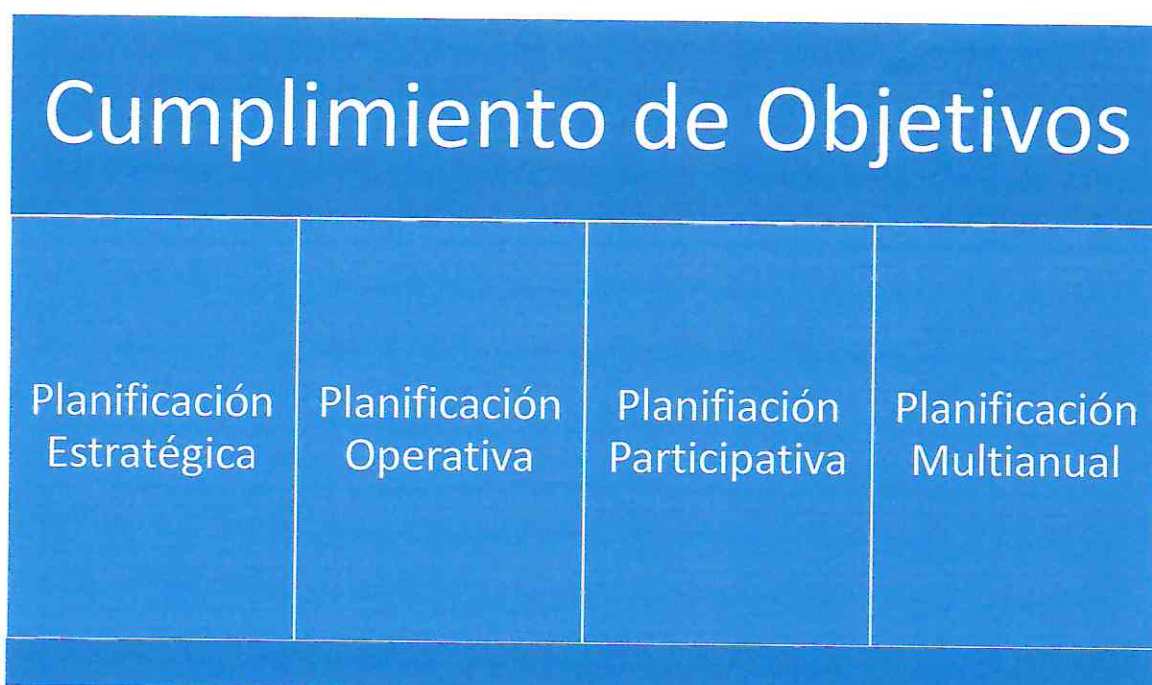 Cumplimiento de Objetivos
Planificación
Estratégica
Planificación
Operativa
Planifiación
Participativa
Planificación
Multianual